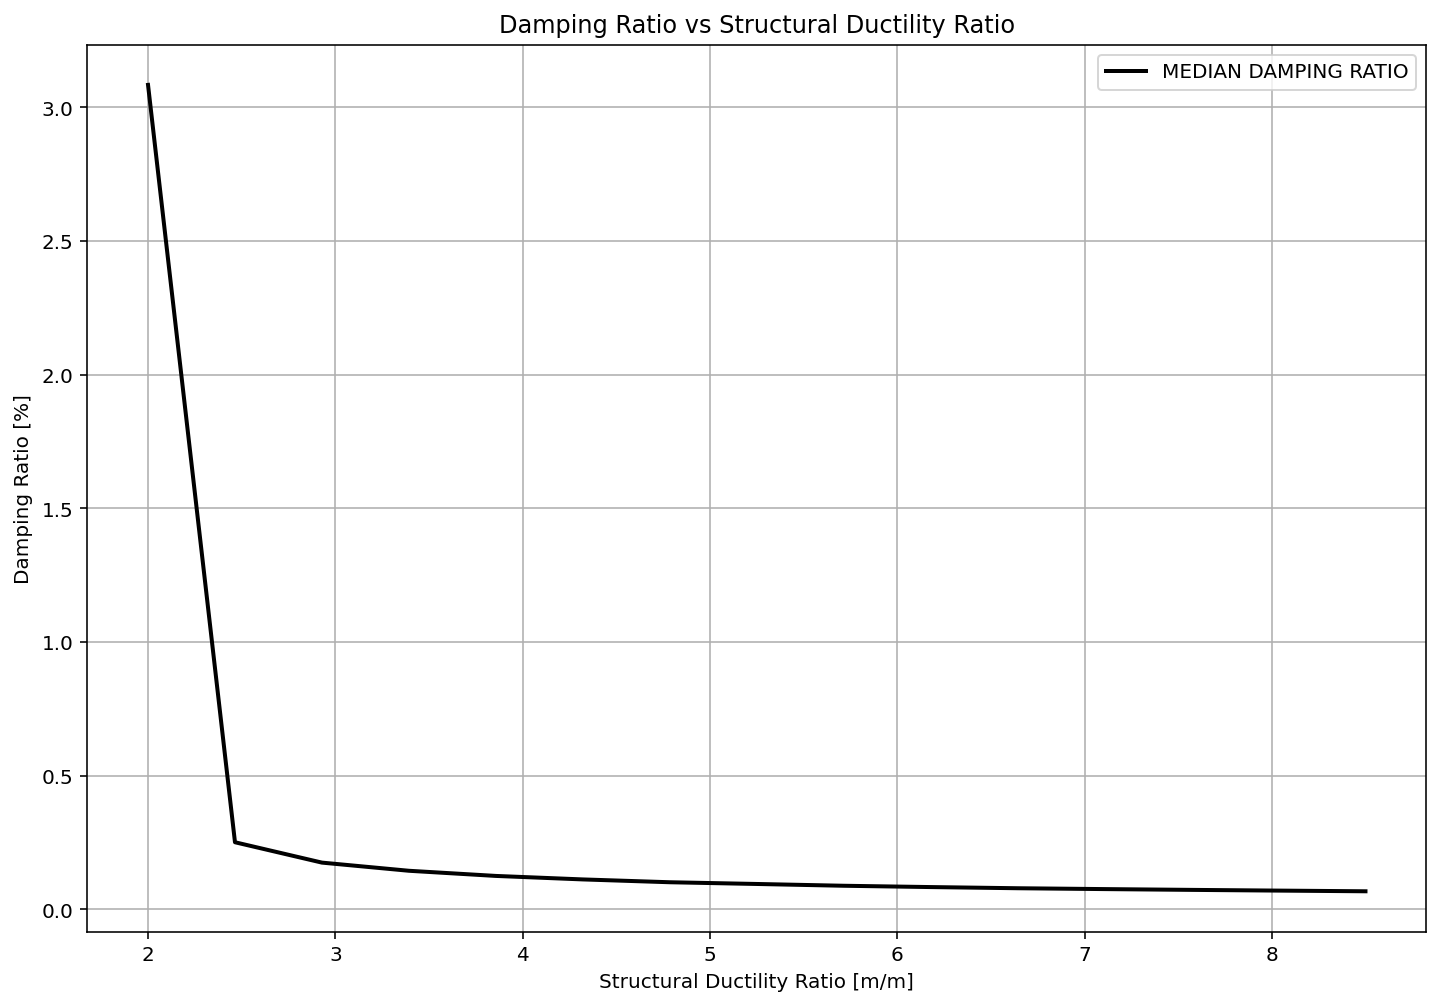 Damping Ratio vs Structural Ductility Ratio
MEDIAN DAMPING RATIO
3.0
2.5
2.0
1.5
1.0
0.5
0.0
Damping Ratio [%]
2 3 4 5 6 7 8
Structural Ductility Ratio [m/m]